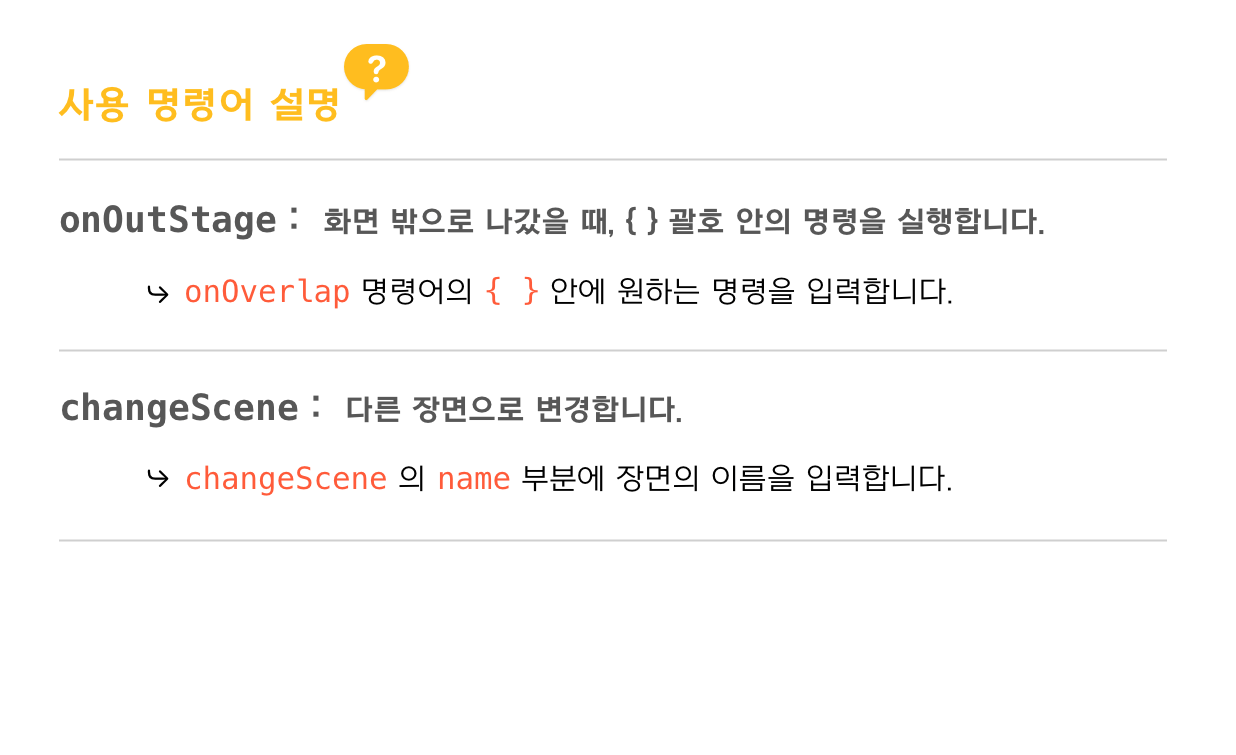 사용 명령어 설명 ?
onOutStage : 화면 밖으로 나갔을 때, { } 괄호 안의 명령을 실행합니다.
↪ onOverlap 명령어의 { } 안에 원하는 명령을 입력합니다.
changeScene : 다른 장면으로 변경합니다.
↪ changeScene 의 name 부분에 장면의 이름을 입력합니다.